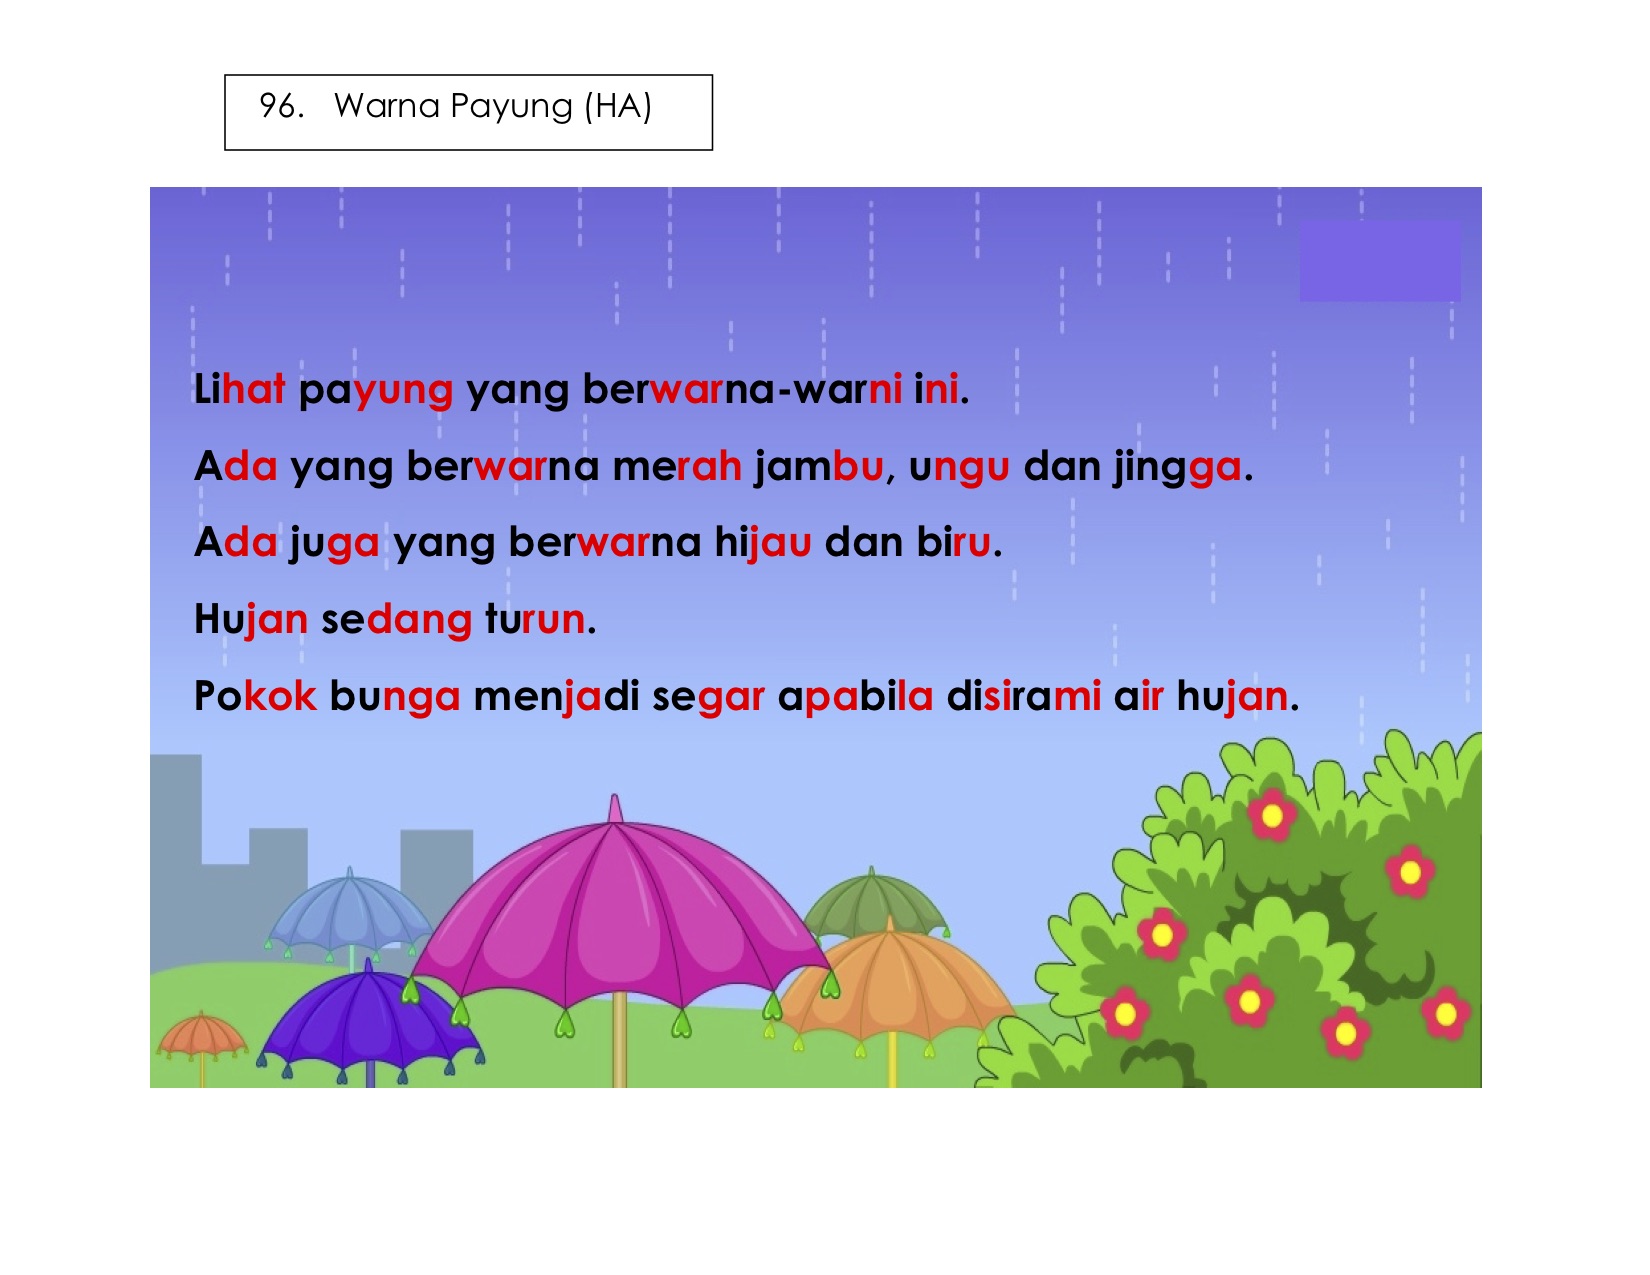 96. Warna Payung (HA)
Lihat payung yang berwarna-warni ini.
Ada yang berwarna merah jambu, ungu dan jingga.
Ada juga yang berwarna hijau dan biru.
Hujan sedang turun.
Pokok bunga menjadi segar apabila disirami air hujan.